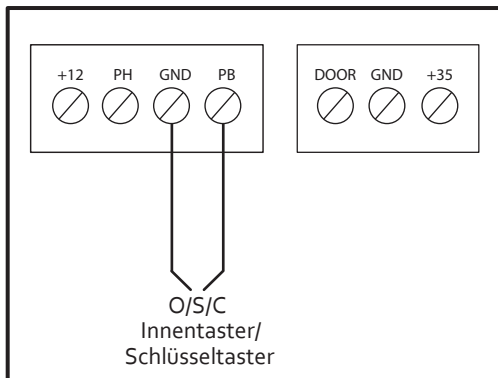 +12 PH GND PB DOOR GND +35
O/S/C
Innentaster/
Schlüsseltaster